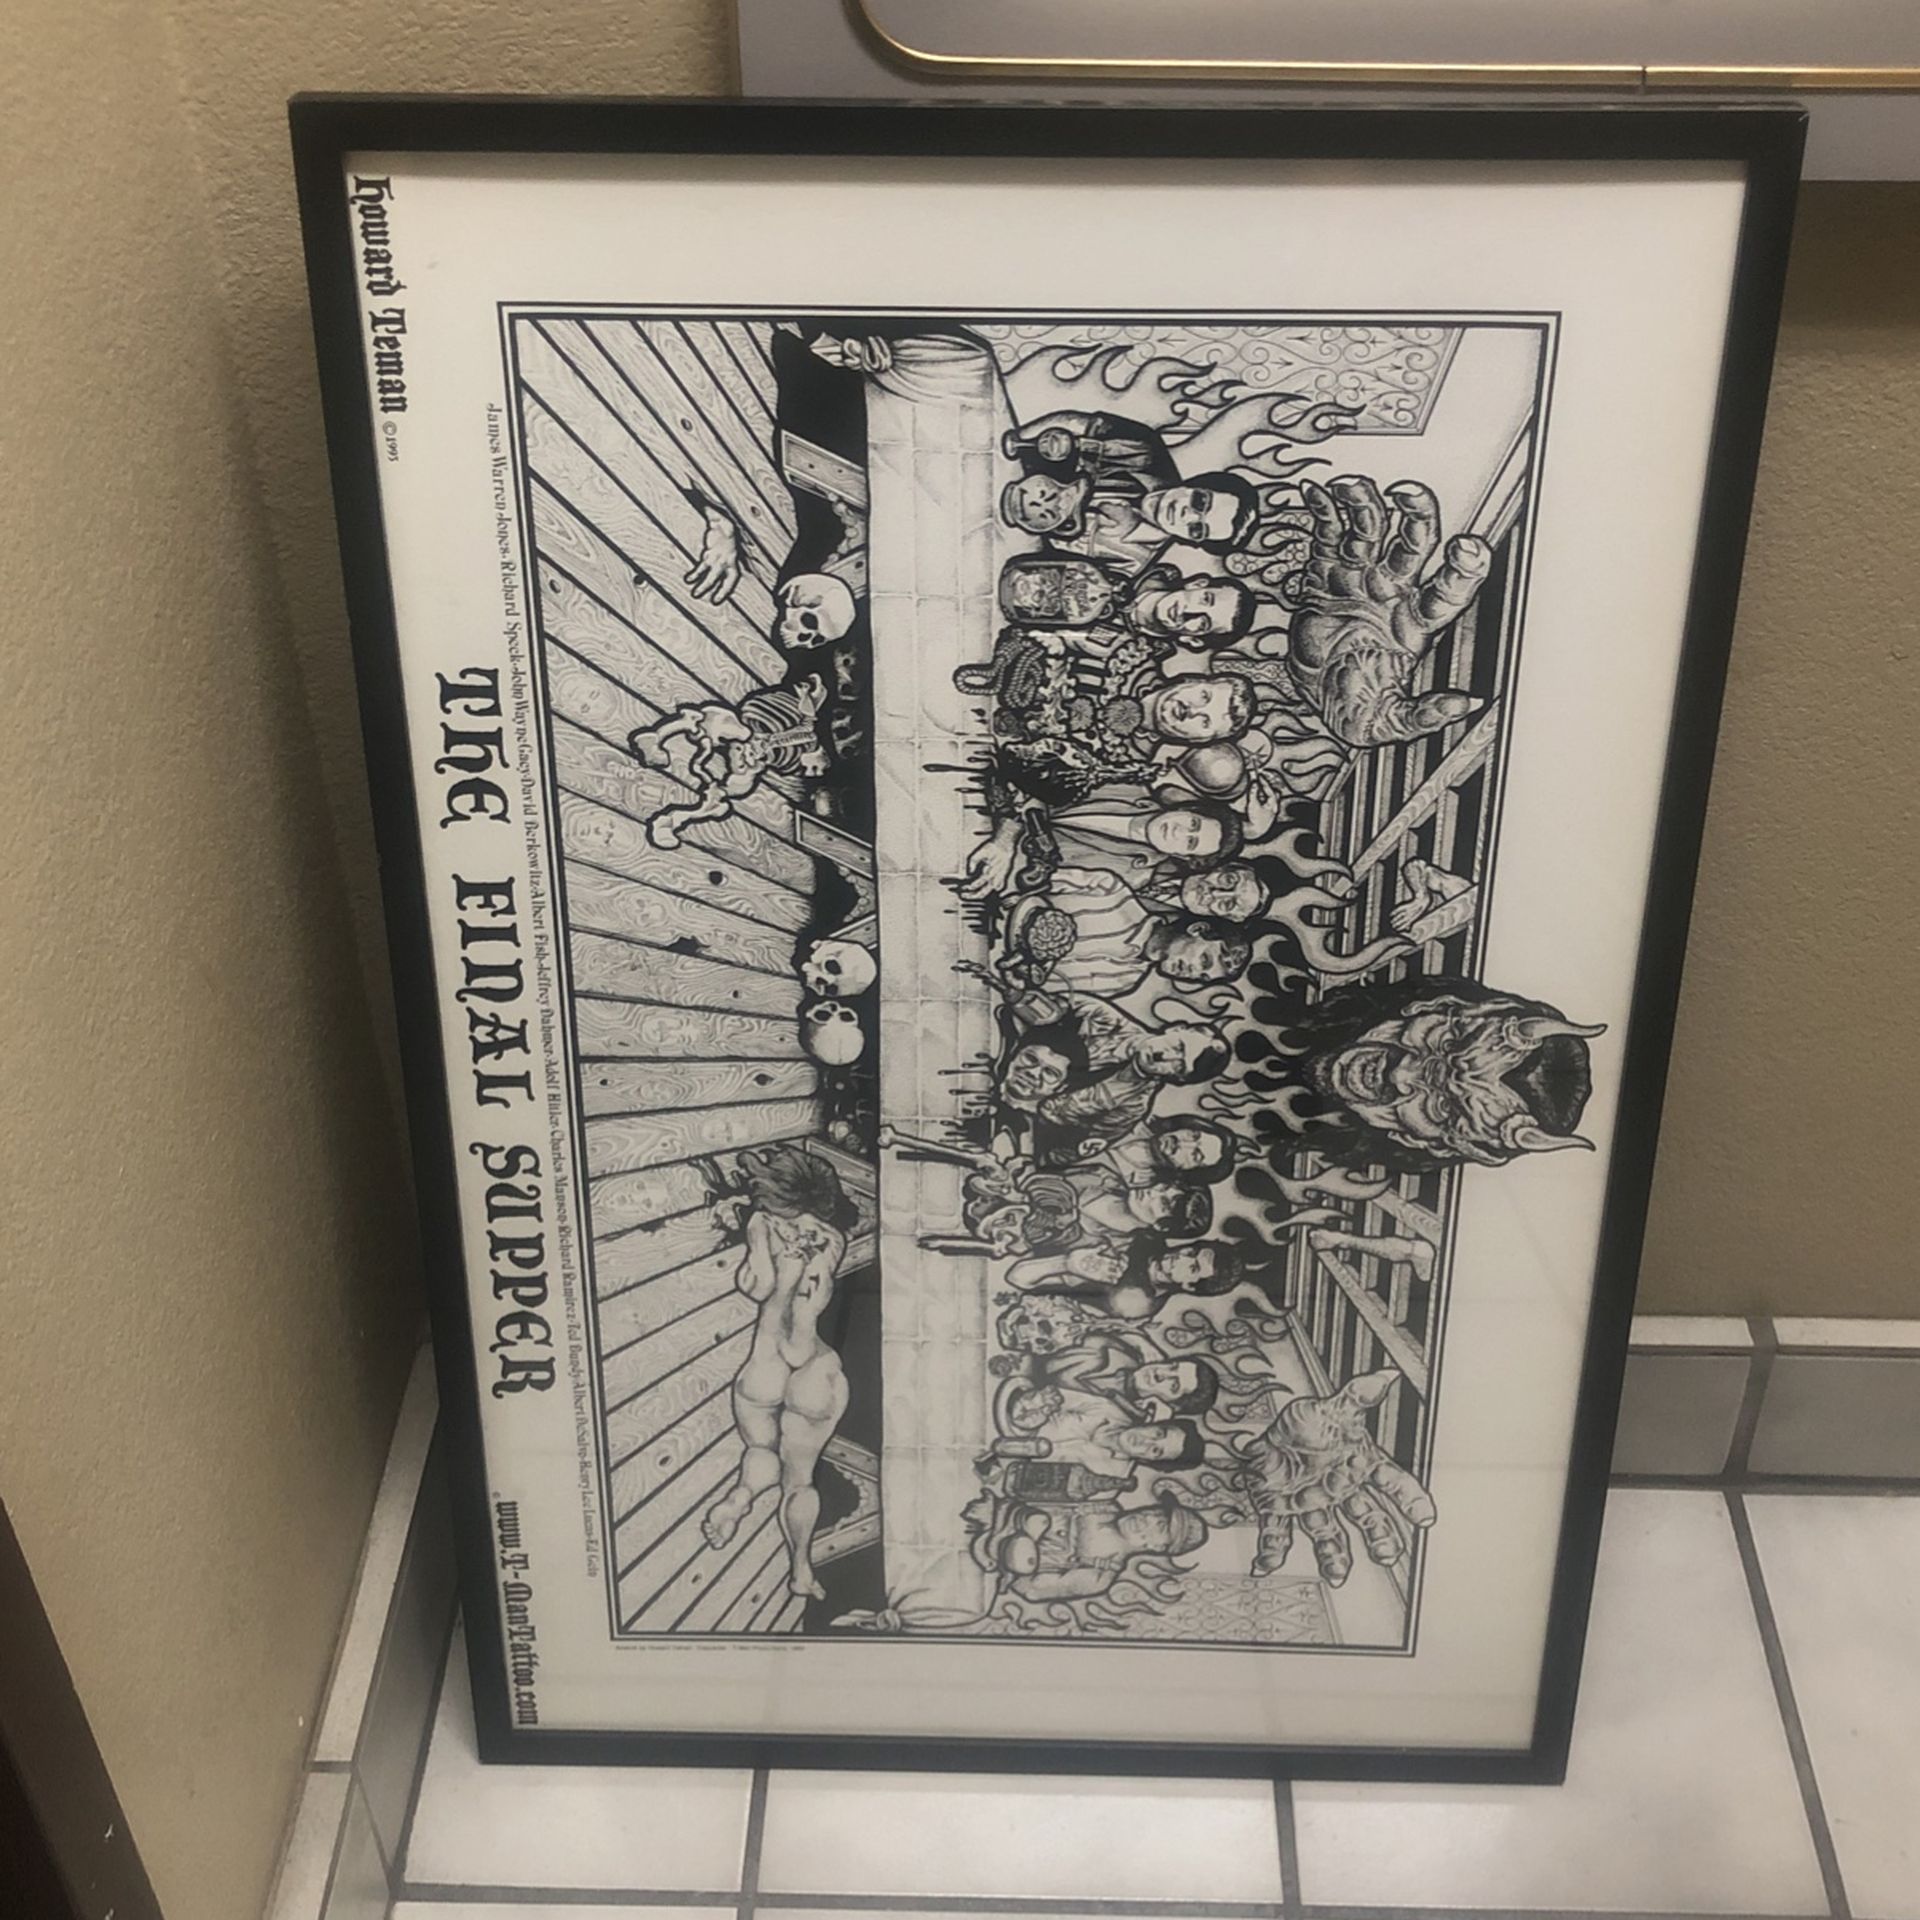 James Warren Jones·Richard Speck·John Wayne Gacy·David Berkowitz·Albert Fish·Jeffrey Dahmer·Adolf Hitler·Charles Manson·Richard Ramirez·Ted Bundy·Albert DeSalvo·Henry Lee Lucas·Ed Gein
THE FINAL SUPPER
Howard Teman ©1993
© www.T-ManTattoo.com